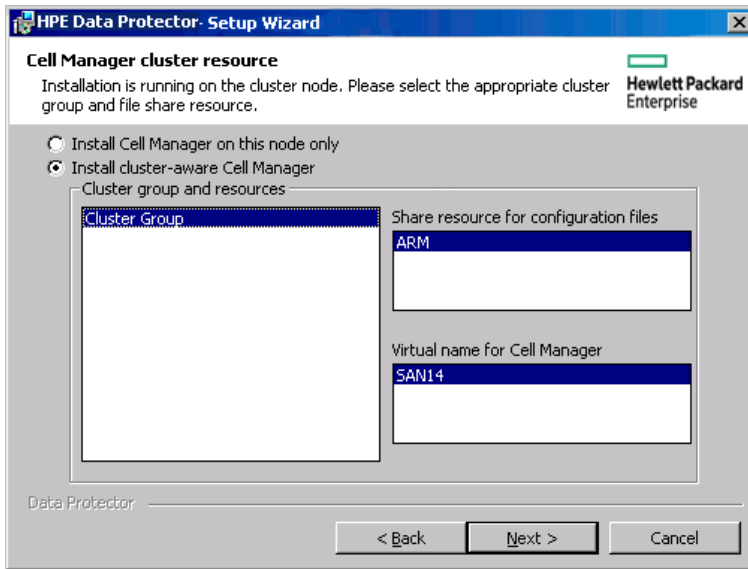 HPE Data Protector- Setup Wizard
Cell Manager cluster resource
Installation is running on the cluster node. Please select the appropriate cluster
group and file share resource.
Hewlett Packard
Enterprise
Install Cell Manager on this node only
Install cluster-aware Cell Manager
Cluster group and resources
Cluster Group
Share resource for configuration files
ARM
Virtual name for Cell Manager
SAN14
Data Protector
< Back
Next >
Cancel